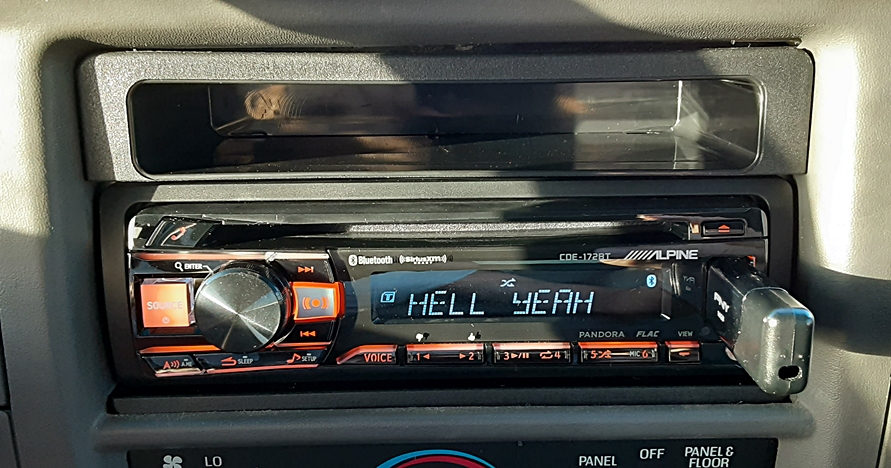 Bluetooth (((SiriusXM)))
CDE-172BT ALPINE
ENTER
SOURCE
HELL YEAH
PNY
PANDORA FLAC VIEW
VOICE 1 2 3 4 5 MIC 6
SLEEP SETUP
LO PANEL OFF PANEL &
FLOOR